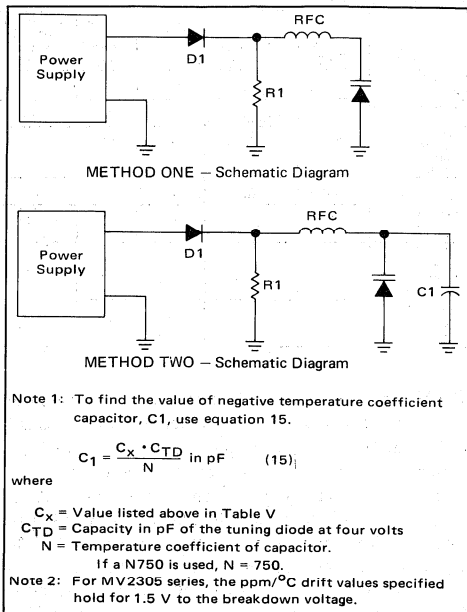 Power
Supply
D1
R1
RFC
METHOD ONE – Schematic Diagram
Power
Supply
D1
R1
RFC
C1
METHOD TWO – Schematic Diagram
Note 1: To find the value of negative temperature coefficient
capacitor, C1, use equation 15.
C₁ = Cₓ · C_TD / N in pF (15)
where
Cₓ = Value listed above in Table V
C_TD = Capacity in pF of the tuning diode at four volts
N = Temperature coefficient of capacitor.
If a N750 is used, N = 750.
Note 2: For MV2305 series, the ppm/°C drift values specified
hold for 1.5 V to the breakdown voltage.